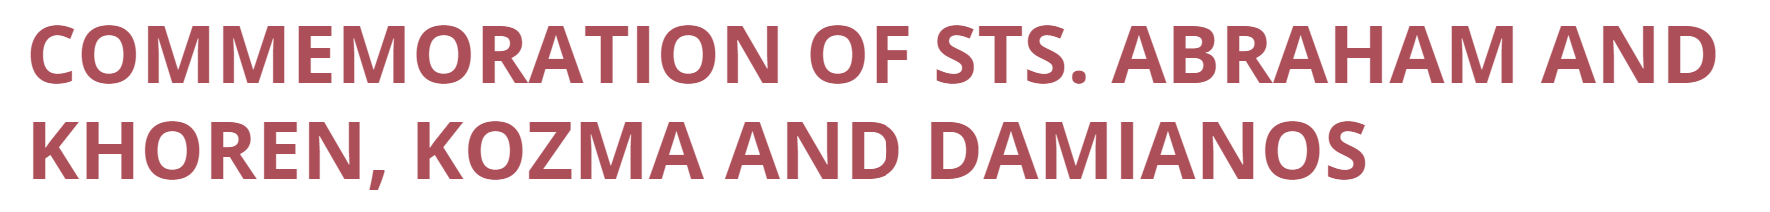 COMMEMORATION OF STS. ABRAHAM AND
KHOREN, KOZMA AND DAMIANOS